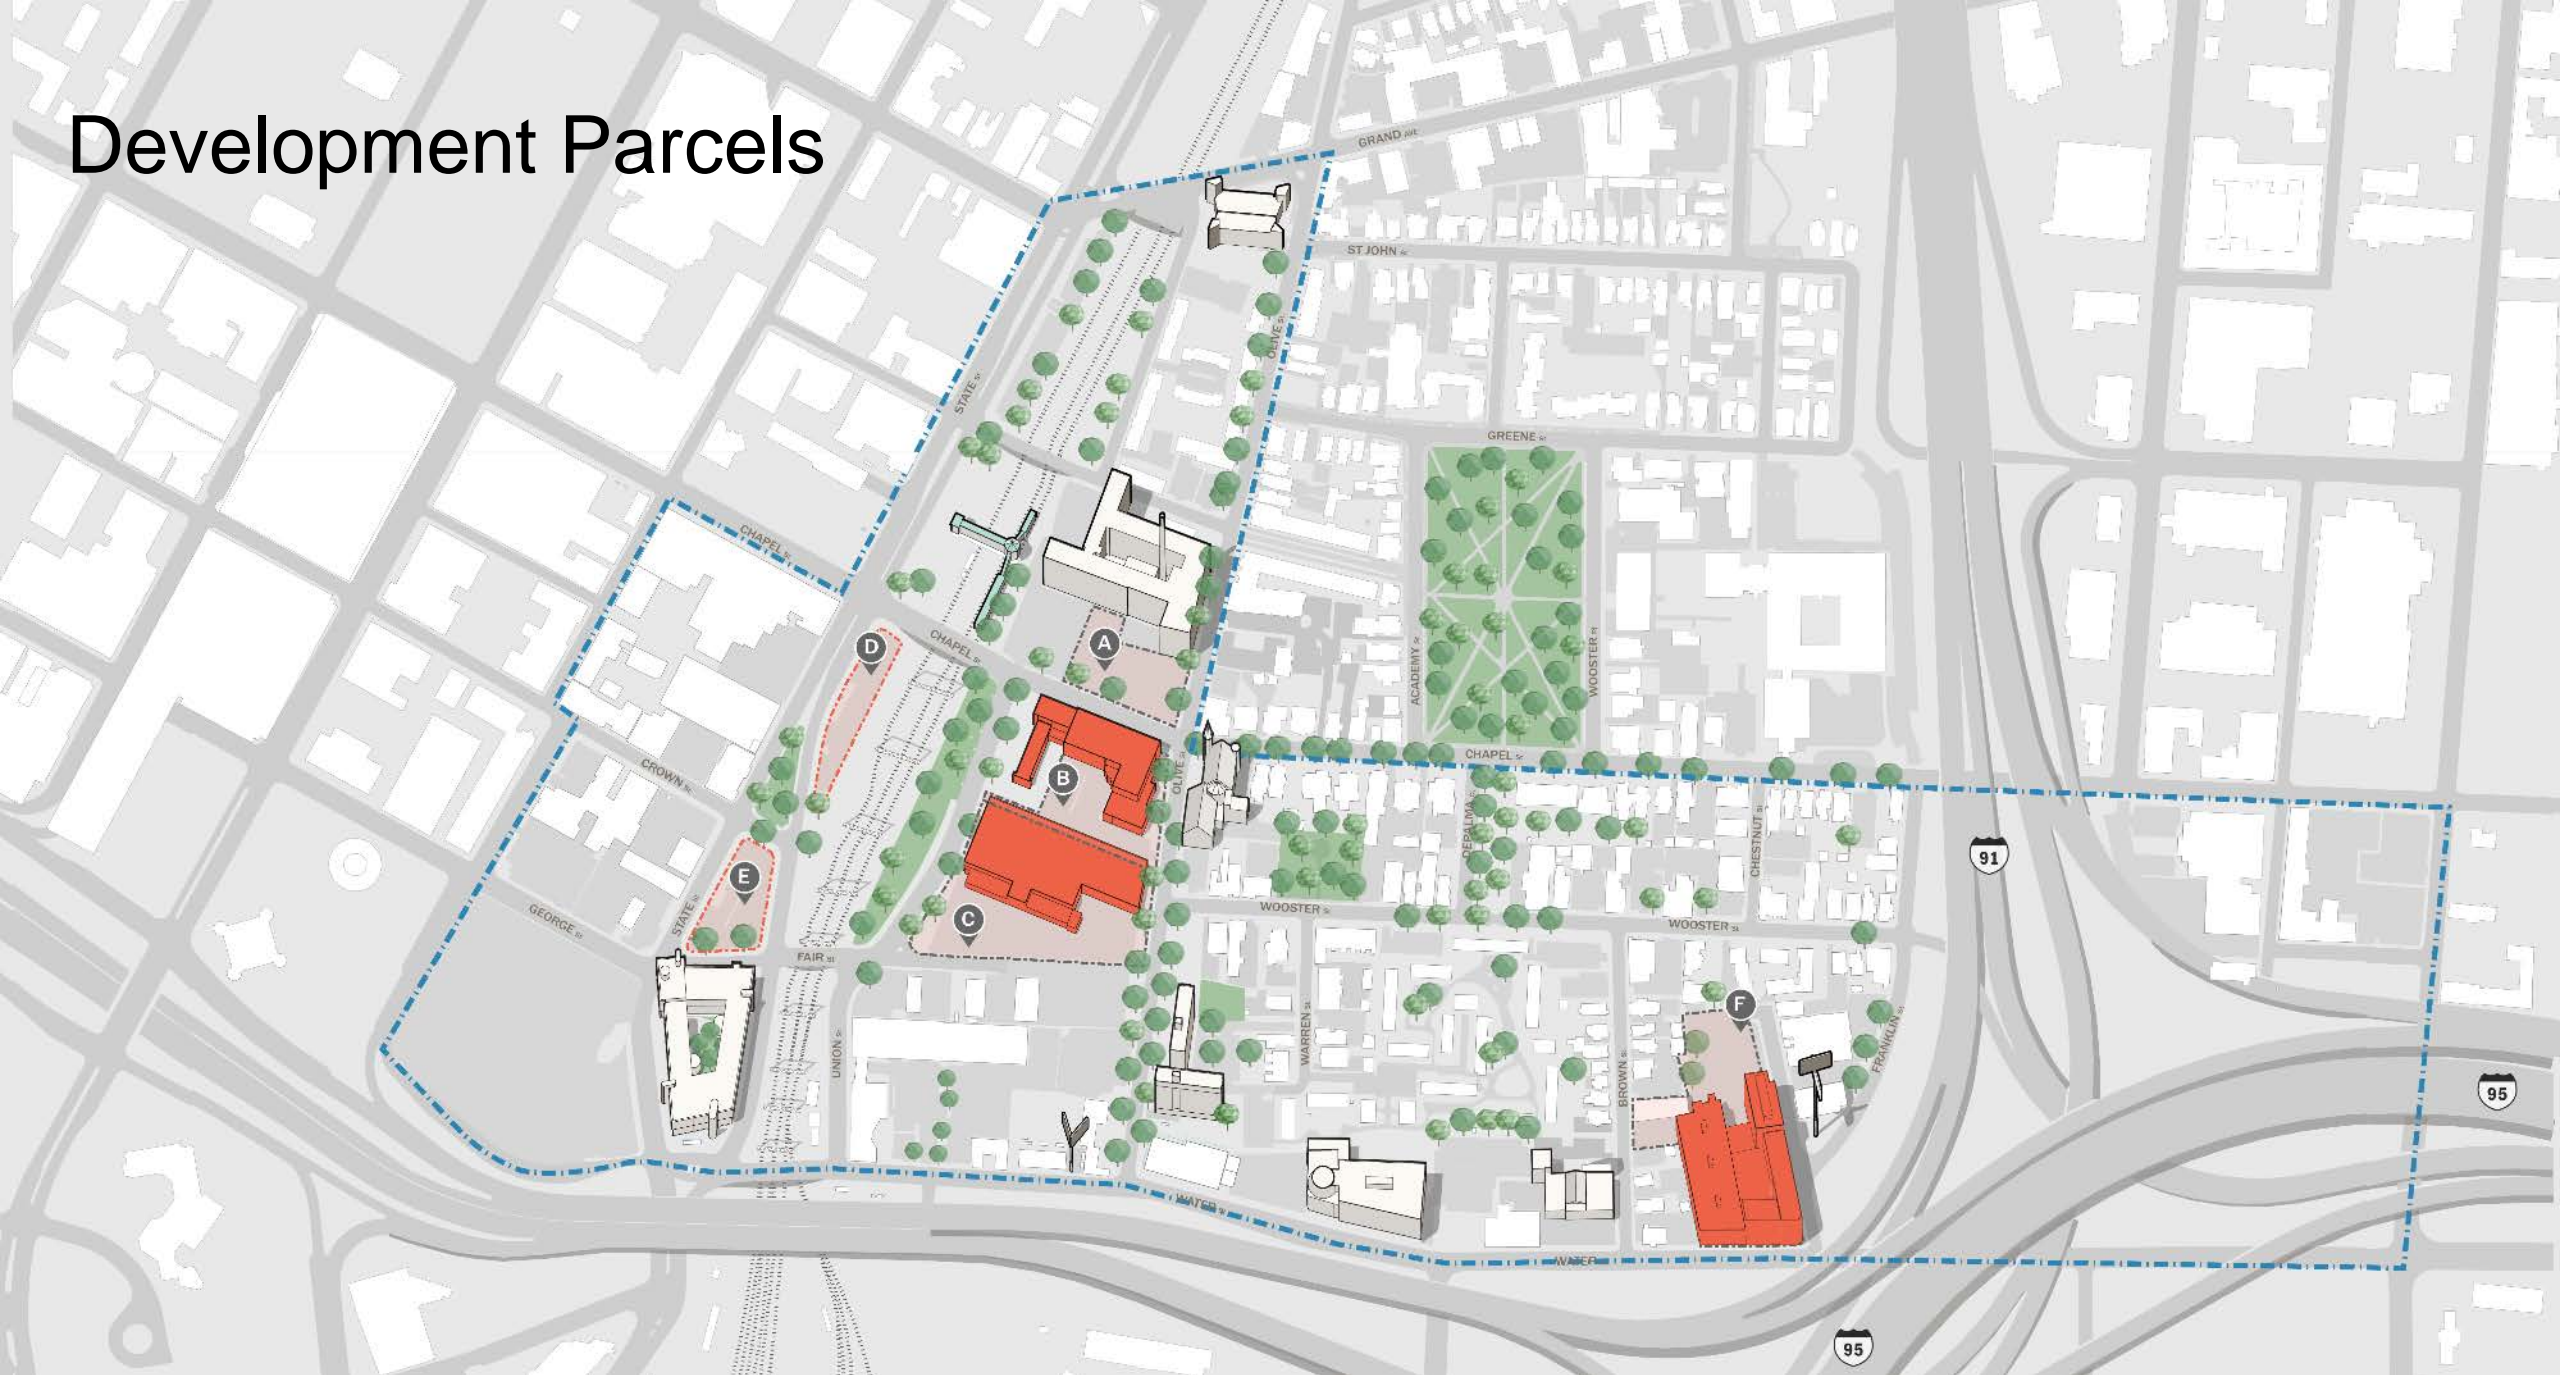 Development Parcels
GRAND AVE
ST JOHN St
OLIVE St
STATE St
GREENE St
CHAPEL St
D
CHAPEL St
A
ACADEMY St
WOOSTER St
B
OLIVE St
CHAPEL St
CROWN St
DEPALMA
CHESTNUT St
91
E
STATE St
GEORGE St
C
WOOSTER St
WOOSTER St
FAIR St
F
WARREN St
UNION St
BROWN St
FRANKLIN St
95
WATER St
WATER
95